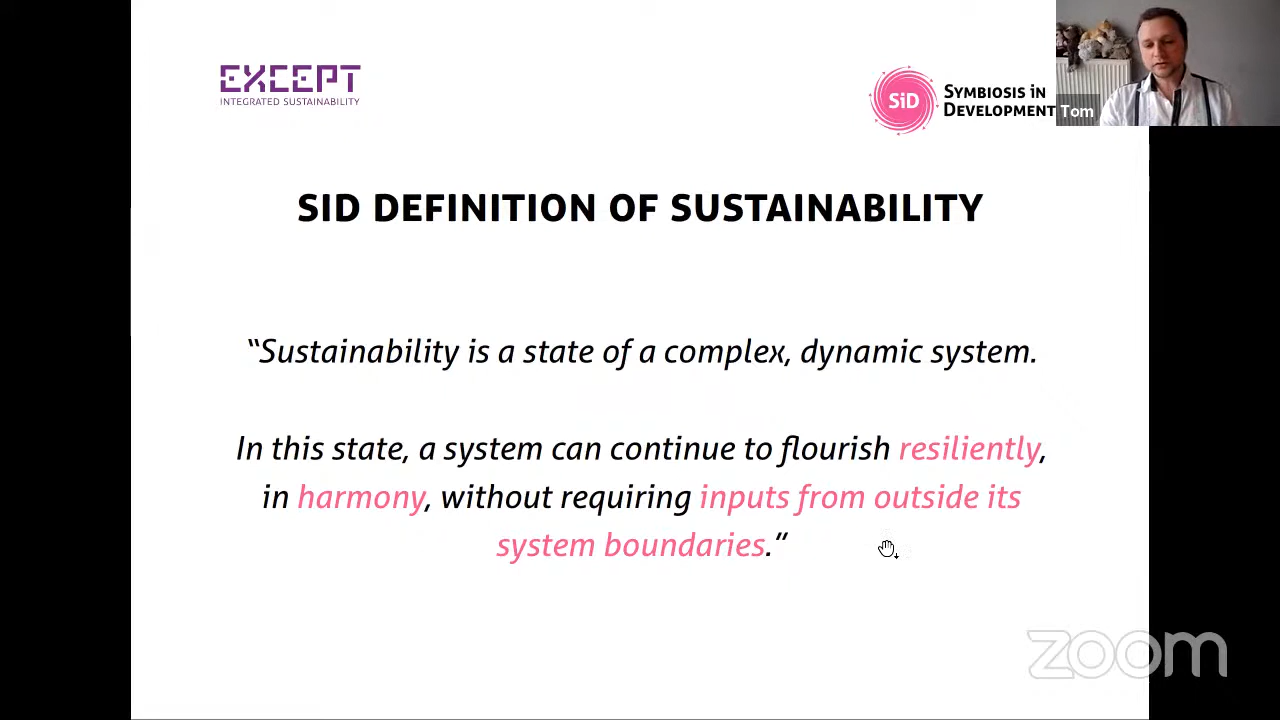 EXCEPT
INTEGRATED SUSTAINABILITY
SiD
SYMBIOSIS iN
DEVELOPMENT
Tom
SID DEFINITION OF SUSTAINABILITY
“Sustainability is a state of a complex, dynamic system.
In this state, a system can continue to flourish resiliently,
in harmony, without requiring inputs from outside its
system boundaries.”
zoom